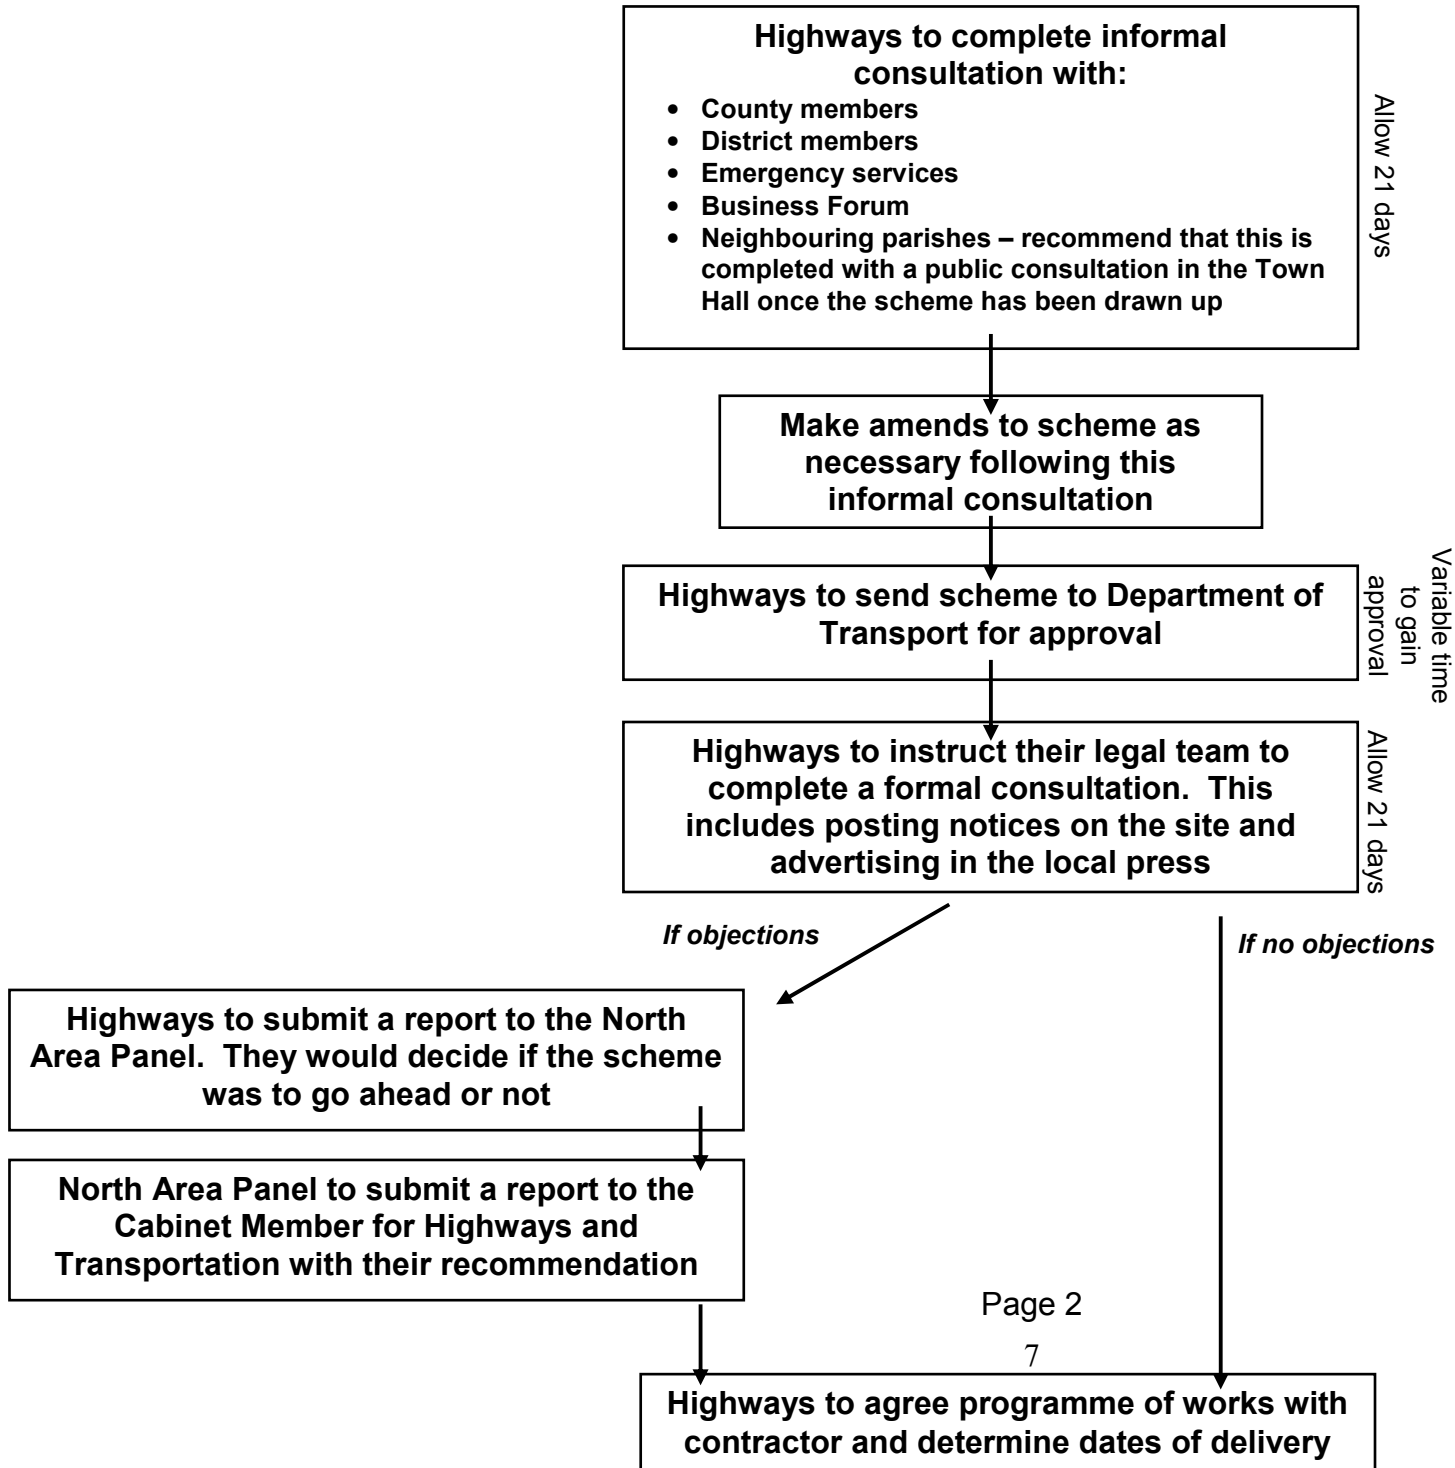 Highways to complete informal
consultation with:
• County members
• District members
• Emergency services
• Business Forum
• Neighbouring parishes – recommend that this is
completed with a public consultation in the Town
Hall once the scheme has been drawn up
Allow 21 days
Make amends to scheme as
necessary following this
informal consultation
Highways to send scheme to Department of
Transport for approval
Variable time
to gain
approval
Highways to instruct their legal team to
complete a formal consultation.  This
includes posting notices on the site and
advertising in the local press
Allow 21 days
If objections
If no objections
Highways to submit a report to the North
Area Panel.  They would decide if the scheme
was to go ahead or not
North Area Panel to submit a report to the
Cabinet Member for Highways and
Transportation with their recommendation
Page 2
7
Highways to agree programme of works with
contractor and determine dates of delivery